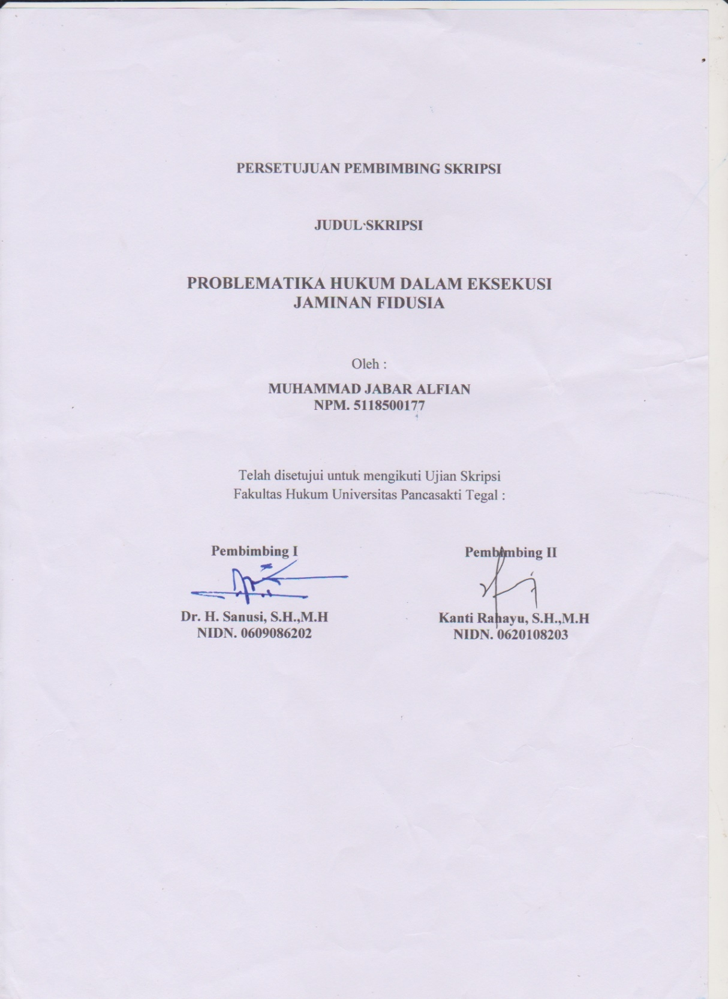 PERSETUJUAN PEMBIMBING SKRIPSI
JUDUL SKRIPSI
PROBLEMATIKA HUKUM DALAM EKSEKUSI
JAMINAN FIDUSIA
Oleh :
MUHAMMAD JABAR ALFIAN
NPM. 5118500177
Telah disetujui untuk mengikuti Ujian Skripsi
Fakultas Hukum Universitas Pancasakti Tegal :
Pembimbing I
Dr. H. Sanusi, S.H.,M.H
NIDN. 0609086202
Pembimbing II
Kanti Rahayu, S.H.,M.H
NIDN. 0620108203